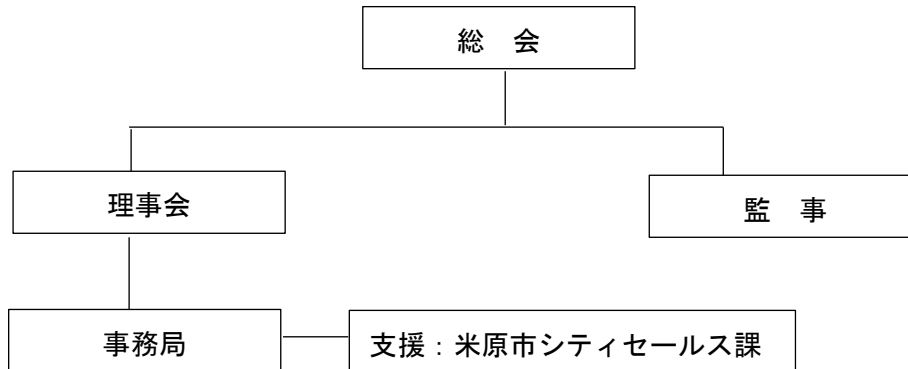 総　会
理事会
監　事
事務局
支援：米原市シティセールス課